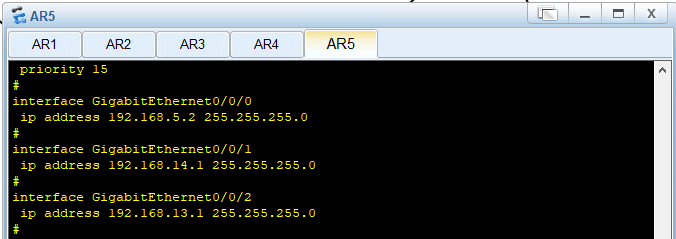 AR5
AR1 AR2 AR3 AR4 AR5
priority 15
#
interface GigabitEthernet0/0/0
ip address 192.168.5.2 255.255.255.0
#
interface GigabitEthernet0/0/1
ip address 192.168.14.1 255.255.255.0
#
interface GigabitEthernet0/0/2
ip address 192.168.13.1 255.255.255.0
#